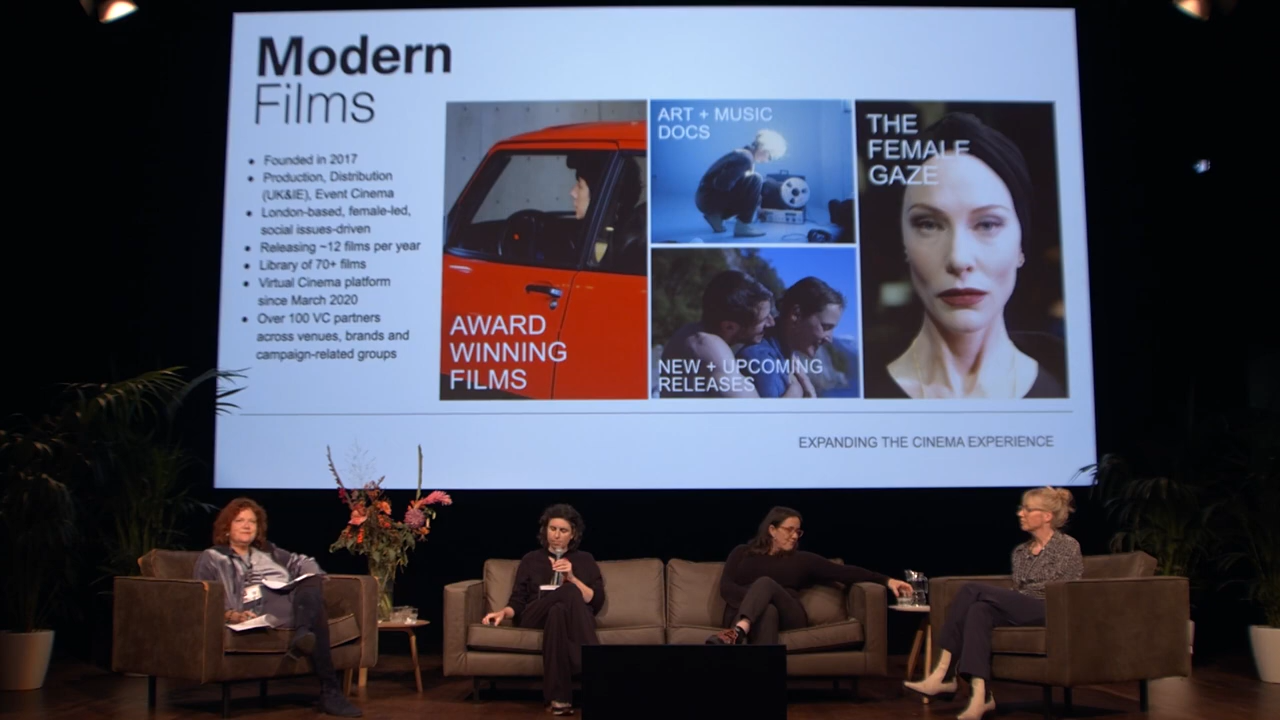 Modern
Films
• Founded in 2017
• Production, Distribution
(UK&IE), Event Cinema
• London-based, female-led,
social issues-driven
• Releasing ~12 films per year
• Library of 70+ films
• Virtual Cinema platform
since March 2020
• Over 100 VC partners
across venues, brands and
campaign-related groups
AWARD
WINNING
FILMS
ART + MUSIC
DOCS
NEW + UPCOMING
RELEASES
THE
FEMALE
GAZE
EXPANDING THE CINEMA EXPERIENCE